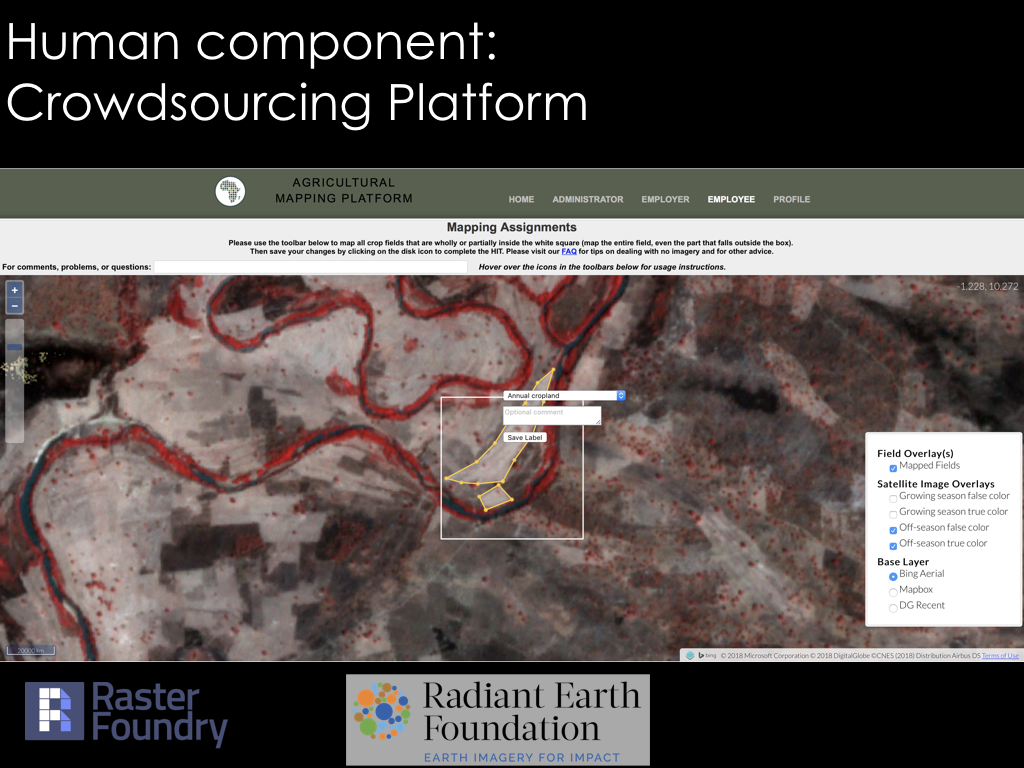 Human component:
Crowdsourcing Platform
AGRICULTURAL
MAPPING PLATFORM
HOME ADMINISTRATOR EMPLOYER EMPLOYEE PROFILE
Mapping Assignments
Please use the toolbar below to map all crop fields that are wholly or partially inside the white square (map the entire field, even the part that falls outside the box).
Then save your changes by clicking on the disk icon to complete the HIT. Please visit our FAQ for tips on dealing with no imagery and for other advice.
For comments, problems, or questions: Hover over the icons in the toolbars below for usage instructions.
+
−
-1.228, 10.272
Annual cropland
Optional comment
Save Label
Field Overlay(s)
Mapped Fields
Satellite Image Overlays
Growing season false color
Growing season true color
Off-season false color
Off-season true color
Base Layer
Bing Aerial
Mapbox
DG Recent
20000 km
bing © 2018 Microsoft Corporation © 2018 DigitalGlobe ©CNES (2018) Distribution Airbus DS Terms of Use
Raster
Foundry
Radiant Earth
Foundation
EARTH IMAGERY FOR IMPACT